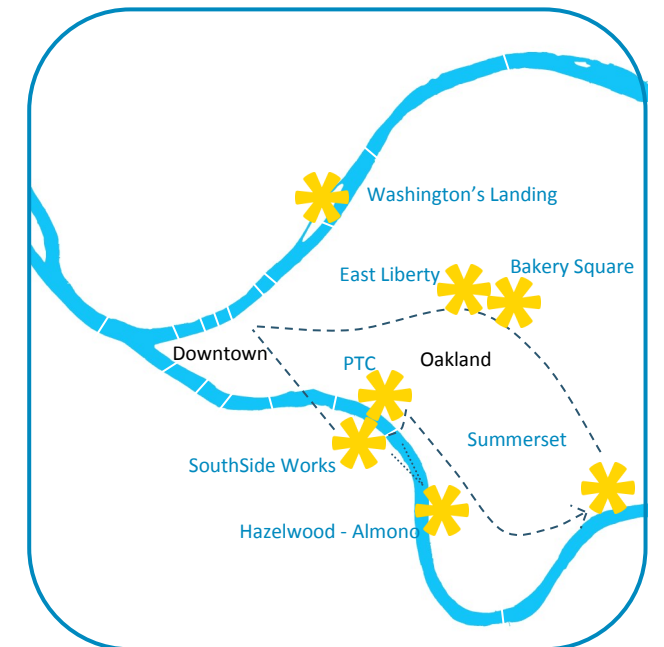 Washington's Landing
East Liberty
Bakery Square
Downtown
PTC
Oakland
Summerset
SouthSide Works
Hazelwood - Almono